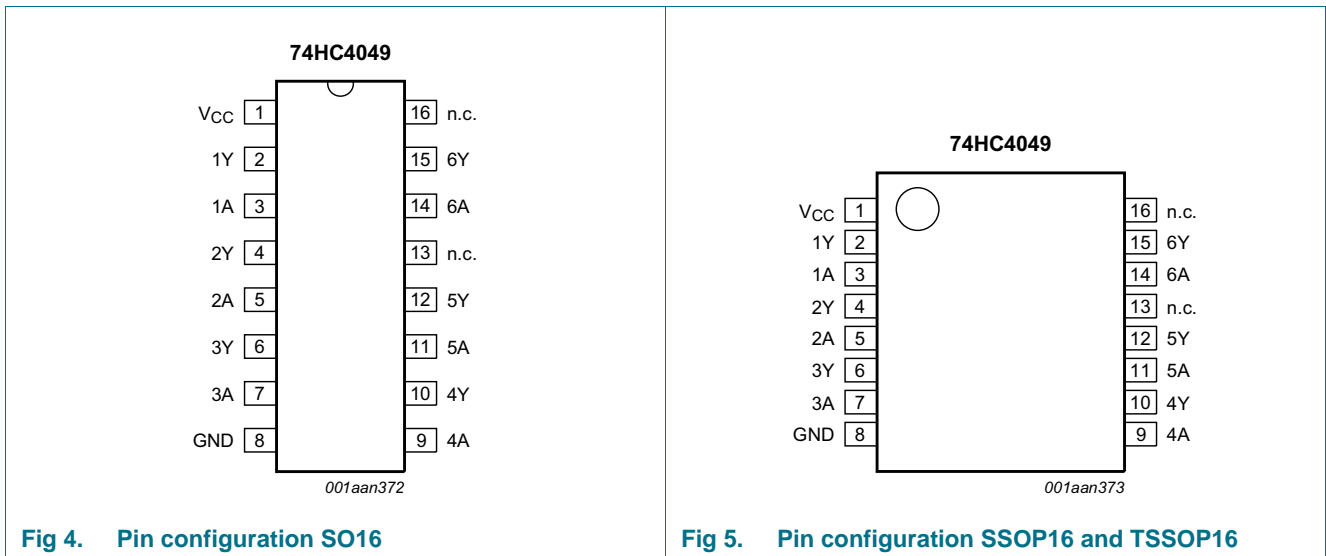 74HC4049
VCC 1
16 n.c.
1Y 2
15 6Y
1A 3
14 6A
2Y 4
13 n.c.
2A 5
12 5Y
3Y 6
11 5A
3A 7
10 4Y
GND 8
9 4A
001aan372
Fig 4. Pin configuration SO16
74HC4049
VCC 1
16 n.c.
1Y 2
15 6Y
1A 3
14 6A
2Y 4
13 n.c.
2A 5
12 5Y
3Y 6
11 5A
3A 7
10 4Y
GND 8
9 4A
001aan373
Fig 5. Pin configuration SSOP16 and TSSOP16